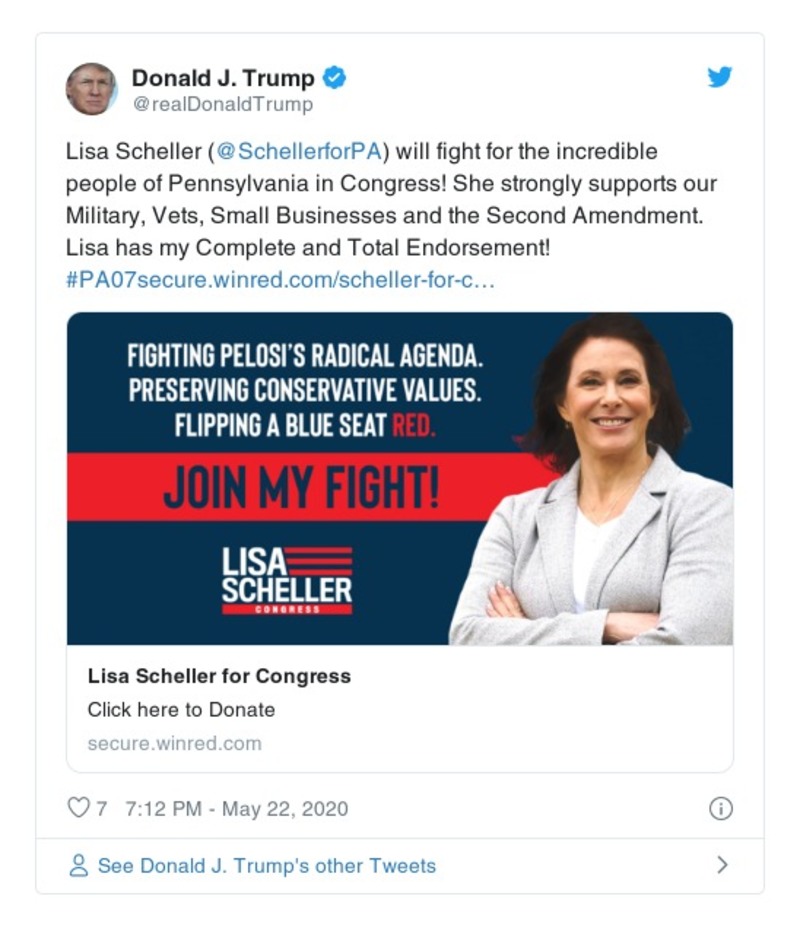 Donald J. Trump
@realDonaldTrump
Lisa Scheller (@SchellerforPA) will fight for the incredible
people of Pennsylvania in Congress! She strongly supports our
Military, Vets, Small Businesses and the Second Amendment.
Lisa has my Complete and Total Endorsement!
#PA07secure.winred.com/scheller-for-c…
FIGHTING PELOSI'S RADICAL AGENDA.
PRESERVING CONSERVATIVE VALUES.
FLIPPING A BLUE SEAT RED.
JOIN MY FIGHT!
LISA
SCHELLER
CONGRESS
Lisa Scheller for Congress
Click here to Donate
secure.winred.com
7 7:12 PM - May 22, 2020
See Donald J. Trump's other Tweets